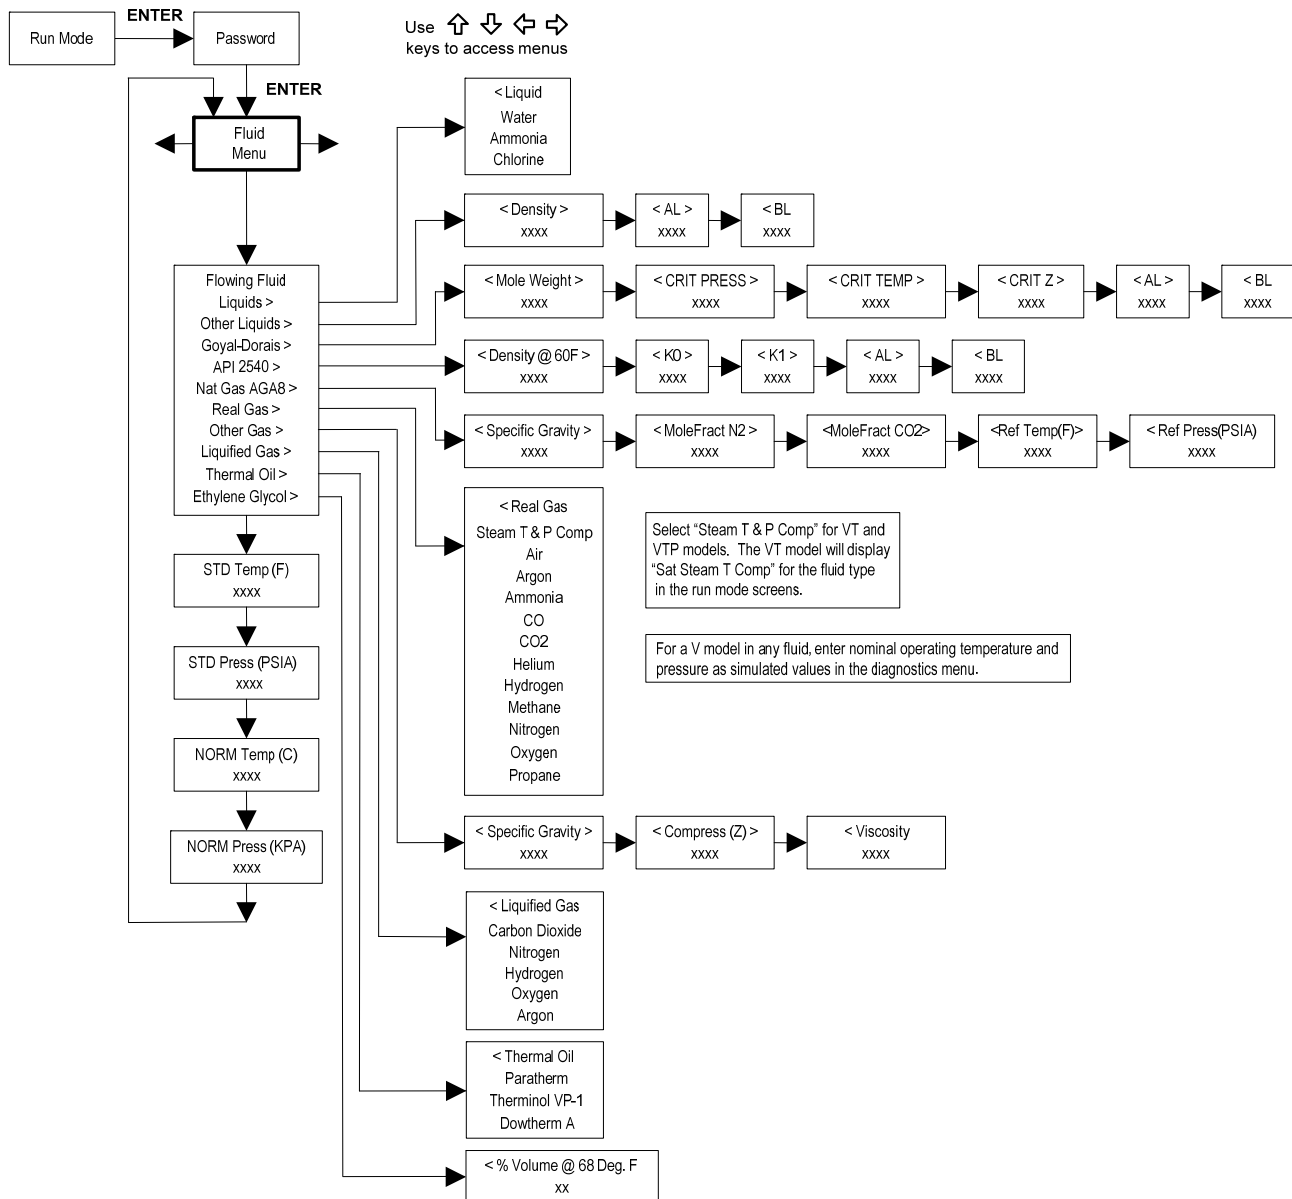 ENTER
Run Mode
Password
Use
keys to access menus
ENTER
Fluid
Menu
< Liquid
Water
Ammonia
Chlorine
< Density >
xxxx
< AL >
xxxx
< BL
xxxx
Flowing Fluid
Liquids >
Other Liquids >
Goyal-Dorais >
API 2540 >
Nat Gas AGA8 >
Real Gas >
Other Gas >
Liquified Gas >
Thermal Oil >
Ethylene Glycol >
< Mole Weight >
xxxx
< CRIT PRESS >
xxxx
< CRIT TEMP >
xxxx
< CRIT Z >
xxxx
< AL >
xxxx
< BL
xxxx
< Density @ 60F >
xxxx
< K0 >
xxxx
< K1 >
xxxx
< AL >
xxxx
< BL
xxxx
< Specific Gravity >
xxxx
< MoleFract N2 >
xxxx
<MoleFract CO2>
xxxx
<Ref Temp(F)>
xxxx
< Ref Press(PSIA)
xxxx
STD Temp (F)
xxxx
STD Press (PSIA)
xxxx
NORM Temp (C)
xxxx
NORM Press (KPA)
xxxx
< Real Gas
Steam T & P Comp
Air
Argon
Ammonia
CO
CO2
Helium
Hydrogen
Methane
Nitrogen
Oxygen
Propane
Select “Steam T & P Comp” for VT and
VTP models. The VT model will display
“Sat Steam T Comp” for the fluid type
in the run mode screens.
For a V model in any fluid, enter nominal operating temperature and
pressure as simulated values in the diagnostics menu.
< Specific Gravity >
xxxx
< Compress (Z) >
xxxx
< Viscosity
xxxx
< Liquified Gas
Carbon Dioxide
Nitrogen
Hydrogen
Oxygen
Argon
< Thermal Oil
Paratherm
Therminol VP-1
Dowtherm A
< % Volume @ 68 Deg. F
xx